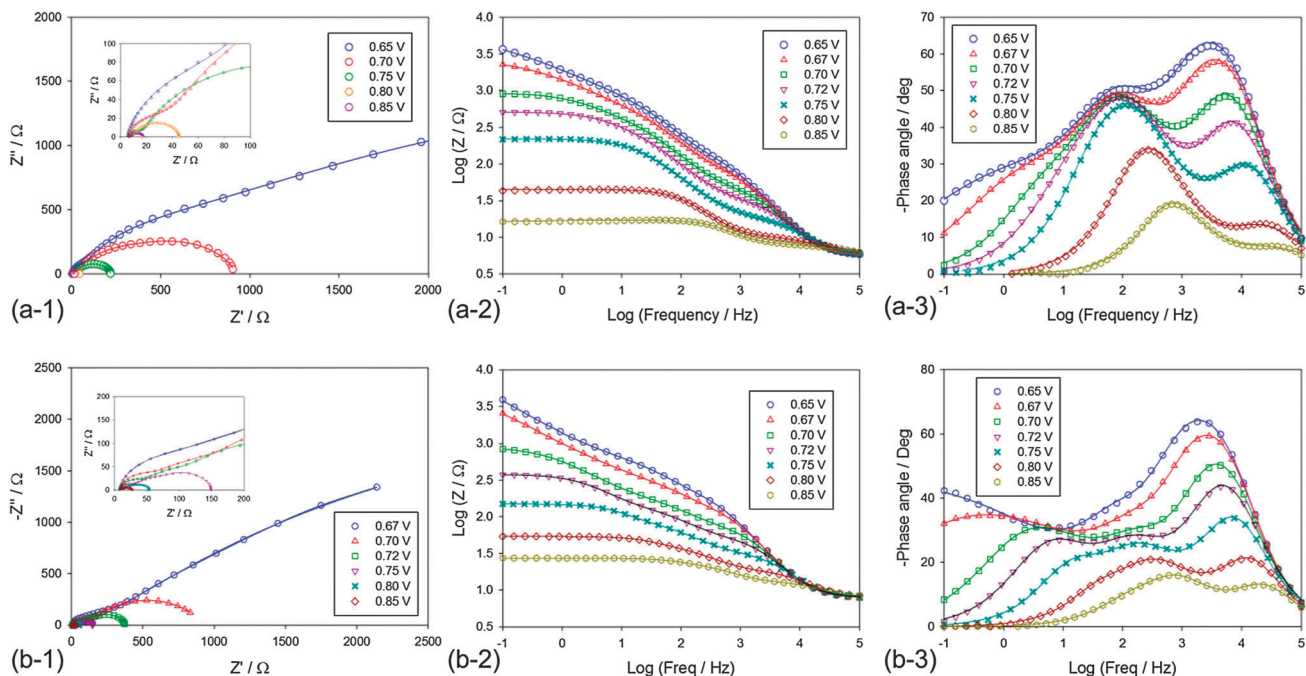 2000
1500
1000
500
0
Z" / Ω
0 500 1000 1500 2000
Z' / Ω
100
80
60
40
20
0
Z" / Ω
0 20 40 60 80 100
Z' / Ω
0.65 V
0.70 V
0.75 V
0.80 V
0.85 V
(a-1)
4.0
3.5
3.0
2.5
2.0
1.5
1.0
0.5
Log (Z / Ω)
-1 0 1 2 3 4 5
Log (Frequency / Hz)
0.65 V
0.67 V
0.70 V
0.72 V
0.75 V
0.80 V
0.85 V
(a-2)
70
60
50
40
30
20
10
0
-Phase angle / deg
-1 0 1 2 3 4 5
Log (Frequency / Hz)
0.65 V
0.67 V
0.70 V
0.72 V
0.75 V
0.80 V
0.85 V
(a-3)
2500
2000
1500
1000
500
0
-Z" / Ω
0 500 1000 1500 2000 2500
Z' / Ω
200
150
100
50
0
Z" / Ω
0 50 100 150 200
Z' / Ω
0.67 V
0.70 V
0.72 V
0.75 V
0.80 V
0.85 V
(b-1)
4.0
3.5
3.0
2.5
2.0
1.5
1.0
0.5
Log (Z / Ω)
-1 0 1 2 3 4 5
Log (Freq / Hz)
0.65 V
0.67 V
0.70 V
0.72 V
0.75 V
0.80 V
0.85 V
(b-2)
80
60
40
20
0
-Phase angle / Deg
-1 0 1 2 3 4 5
Log (Freq / Hz)
0.65 V
0.67 V
0.70 V
0.72 V
0.75 V
0.80 V
0.85 V
(b-3)